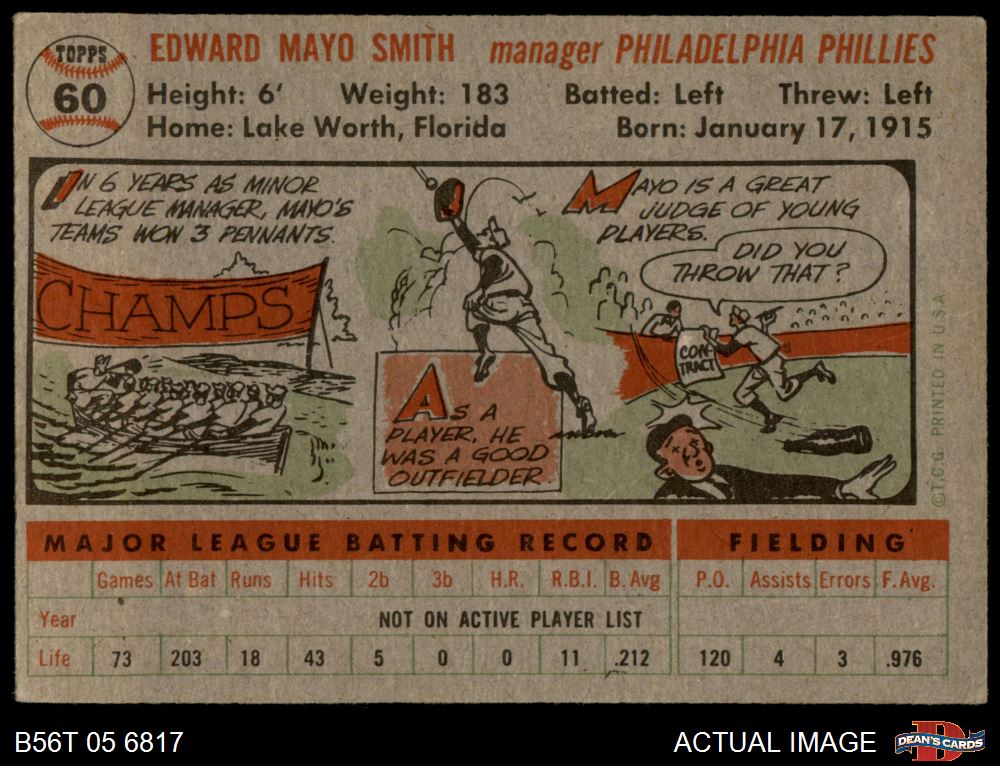 TOPPS
60
EDWARD MAYO SMITH manager PHILADELPHIA PHILLIES
Height: 6' Weight: 183 Batted: Left Threw: Left
Home: Lake Worth, Florida Born: January 17, 1915
IN 6 YEARS AS MINOR
LEAGUE MANAGER, MAYO'S
TEAMS WON 3 PENNANTS.
CHAMPS
AS A
PLAYER, HE
WAS A GOOD
OUTFIELDER
MAYO IS A GREAT
JUDGE OF YOUNG
PLAYERS.
DID YOU
THROW THAT?
CON-
TRACT
©T.C.G. PRINTED IN U.S.A
MAJOR LEAGUE BATTING RECORD FIELDING
Games At Bat Runs Hits 2b 3b H.R. R.B.I. B. Avg P.O. Assists Errors F. Avg.
Year NOT ON ACTIVE PLAYER LIST
Life 73 203 18 43 5 0 0 11 .212 120 4 3 .976
B56T 05 6817 ACTUAL IMAGE DEAN'S CARDS